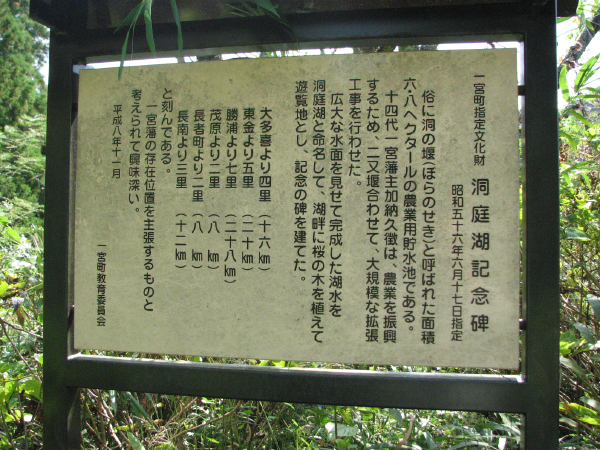 一宮町指定文化財 洞庭湖記念碑
昭和五十六年六月十七日指定
俗に洞の堰(ほらのせき)と呼ばれた面積
六・八ヘクタールの農業用貯水池である。
十四代一宮藩主加納久徴は、農業を振興
するため、二又堰合わせて、大規模な拡張
工事を行わせた。
広大な水面を見せて完成した湖水を
洞庭湖と命名して、湖畔に桜の木を植えて
遊覧地とし、記念の碑を建てた。
大多喜より四里 (十六㎞)
東金より五里 (二十㎞)
勝浦より七里 (二十八㎞)
茂原より二里 (八 ㎞)
長者町より二里 (八 ㎞)
長南より三里 (十二㎞)
と刻んである。
一宮藩の存在位置を主張するものと
考えられて興味深い。
平成八年十一月
一宮町教育委員会